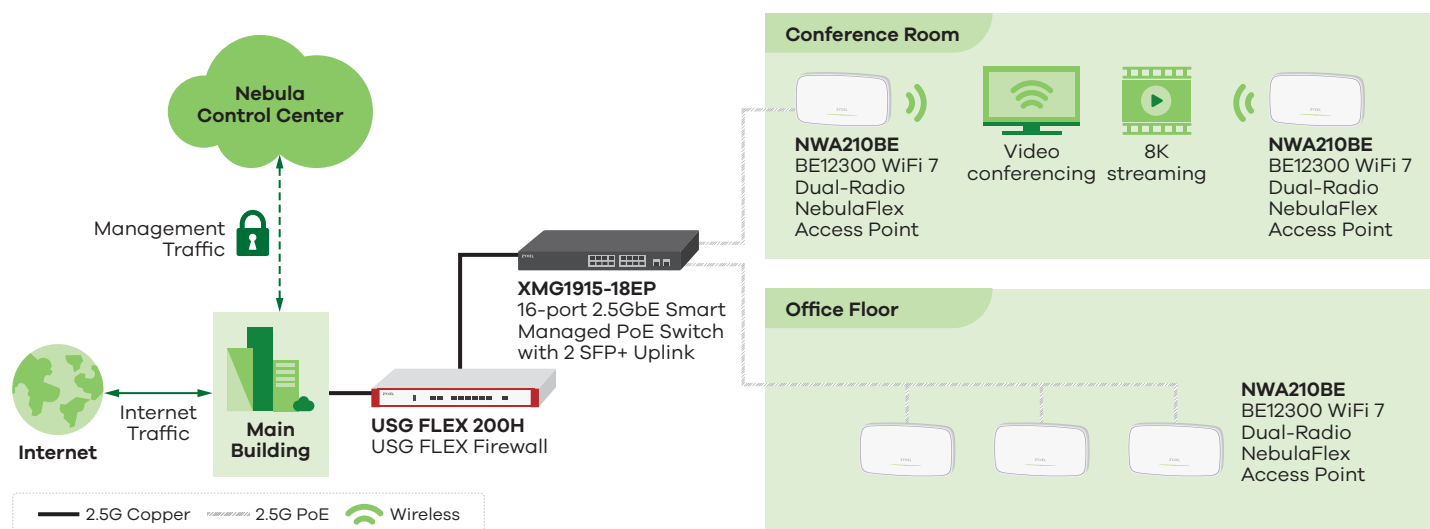 Nebula
Control Center
Management
Traffic
Internet
Internet
Traffic
Main
Building
USG FLEX 200H
USG FLEX Firewall
XMG1915-18EP
16-port 2.5GbE Smart
Managed PoE Switch
with 2 SFP+ Uplink
Conference Room
NWA210BE
BE12300 WiFi 7
Dual-Radio
NebulaFlex
Access Point
Video
conferencing
8K
streaming
NWA210BE
BE12300 WiFi 7
Dual-Radio
NebulaFlex
Access Point
Office Floor
NWA210BE
BE12300 WiFi 7
Dual-Radio
NebulaFlex
Access Point
2.5G Copper
2.5G PoE
Wireless